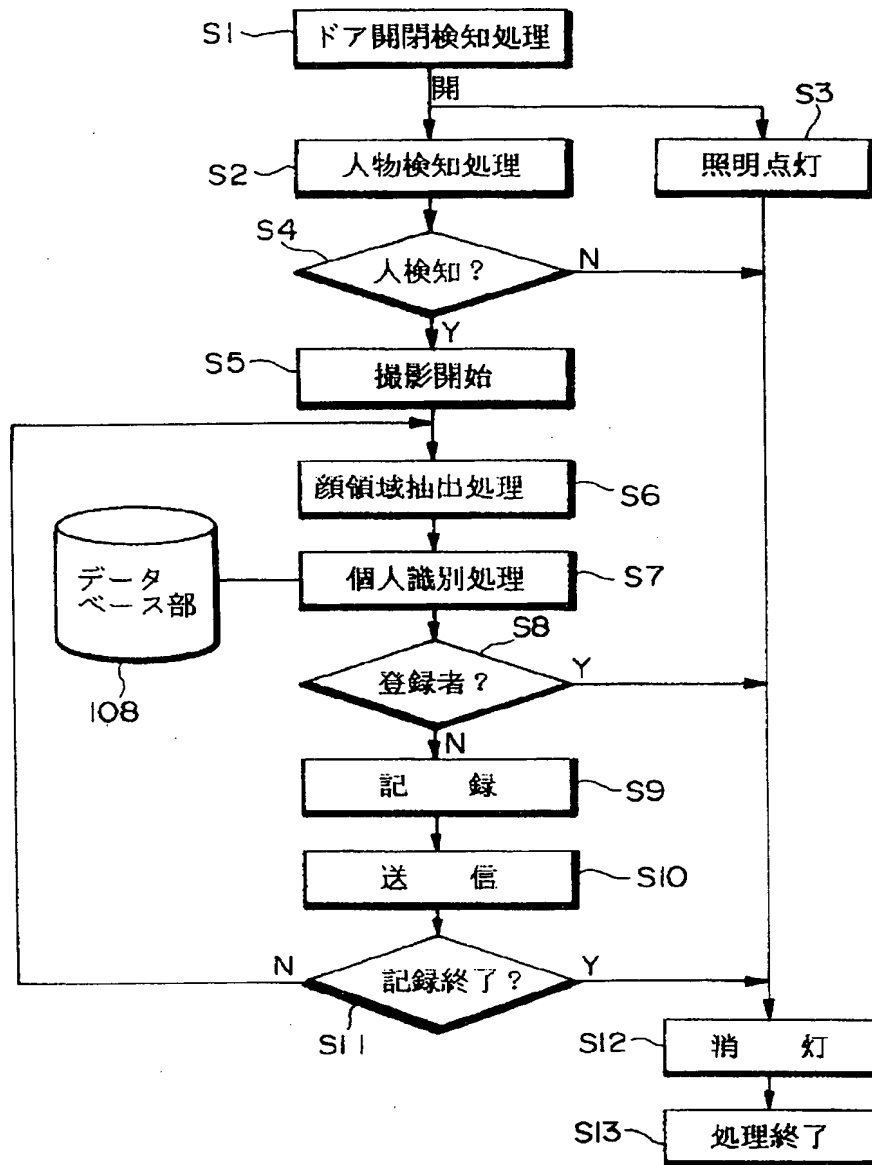 S1
ドア開閉検知処理
開
S3
S2
人物検知処理
照明点灯
S4
人検知?
N
Y
S5
撮影開始
顔領域抽出処理
S6
データ
ベース部
108
個人識別処理
S7
S8
登録者?
Y
N
記 録
S9
送 信
S10
N
記録終了?
Y
S11
S12
消 灯
S13
処理終了